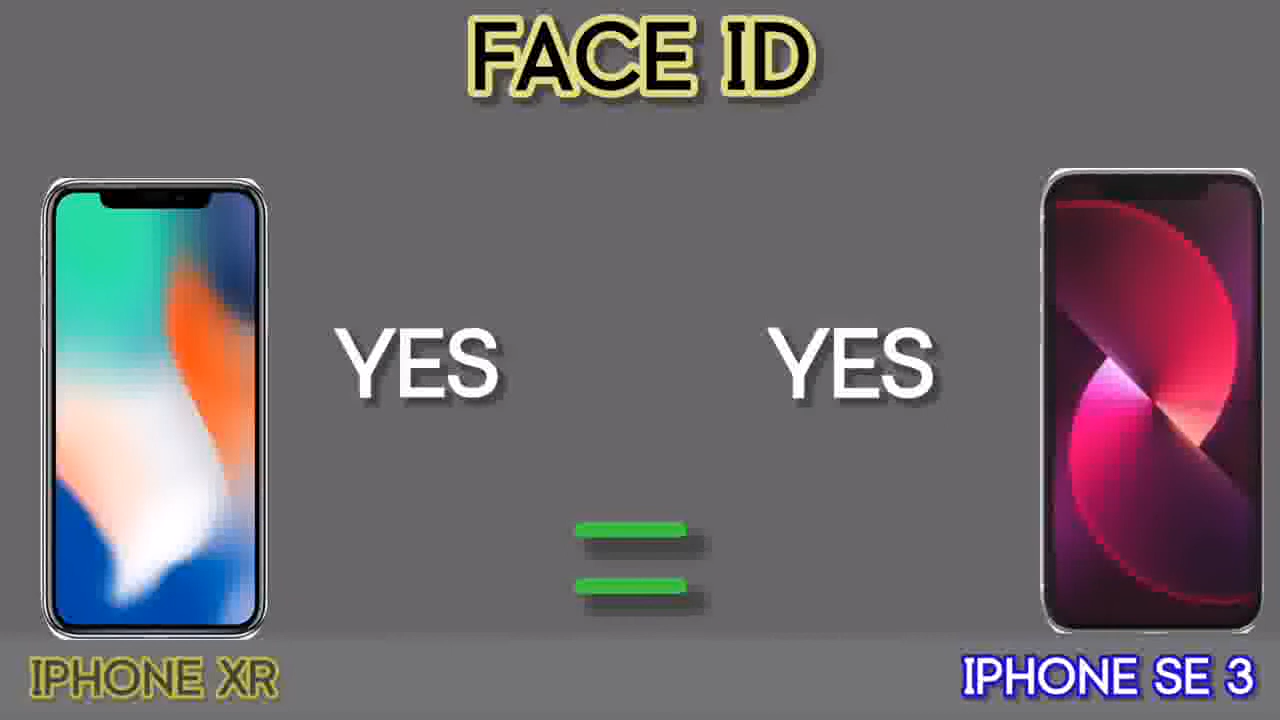 FACE ID
YES
YES
IPHONE XR
IPHONE SE 3